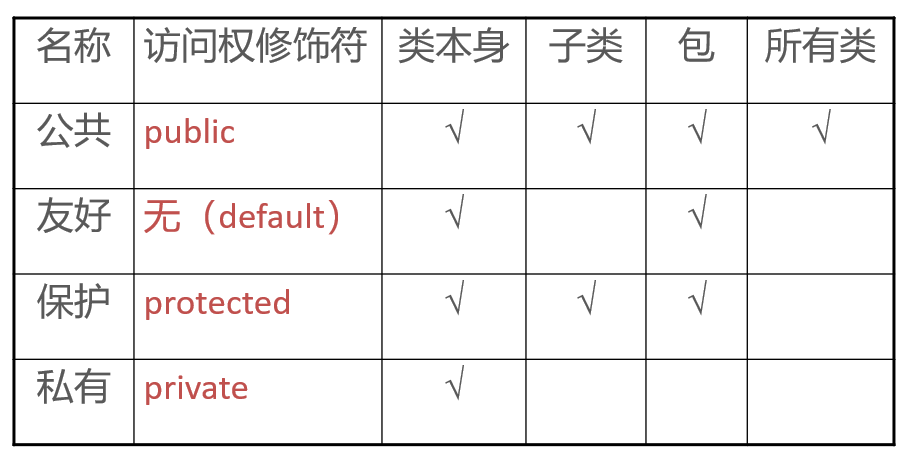 名称 访问权修饰符 类本身 子类 包 所有类
公共 public √ √ √ √
友好 无（default） √ √
保护 protected √ √ √
私有 private √